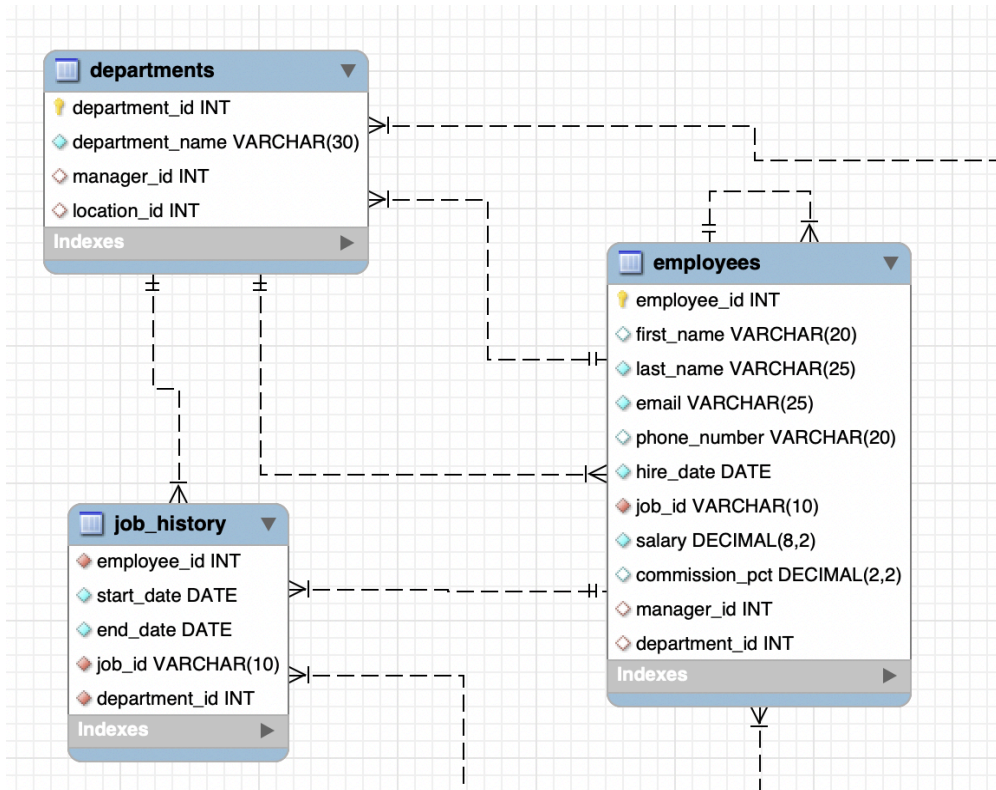 departments
department_id INT
department_name VARCHAR(30)
manager_id INT
location_id INT
Indexes
employees
employee_id INT
first_name VARCHAR(20)
last_name VARCHAR(25)
email VARCHAR(25)
phone_number VARCHAR(20)
hire_date DATE
job_id VARCHAR(10)
salary DECIMAL(8,2)
commission_pct DECIMAL(2,2)
manager_id INT
department_id INT
Indexes
job_history
employee_id INT
start_date DATE
end_date DATE
job_id VARCHAR(10)
department_id INT
Indexes